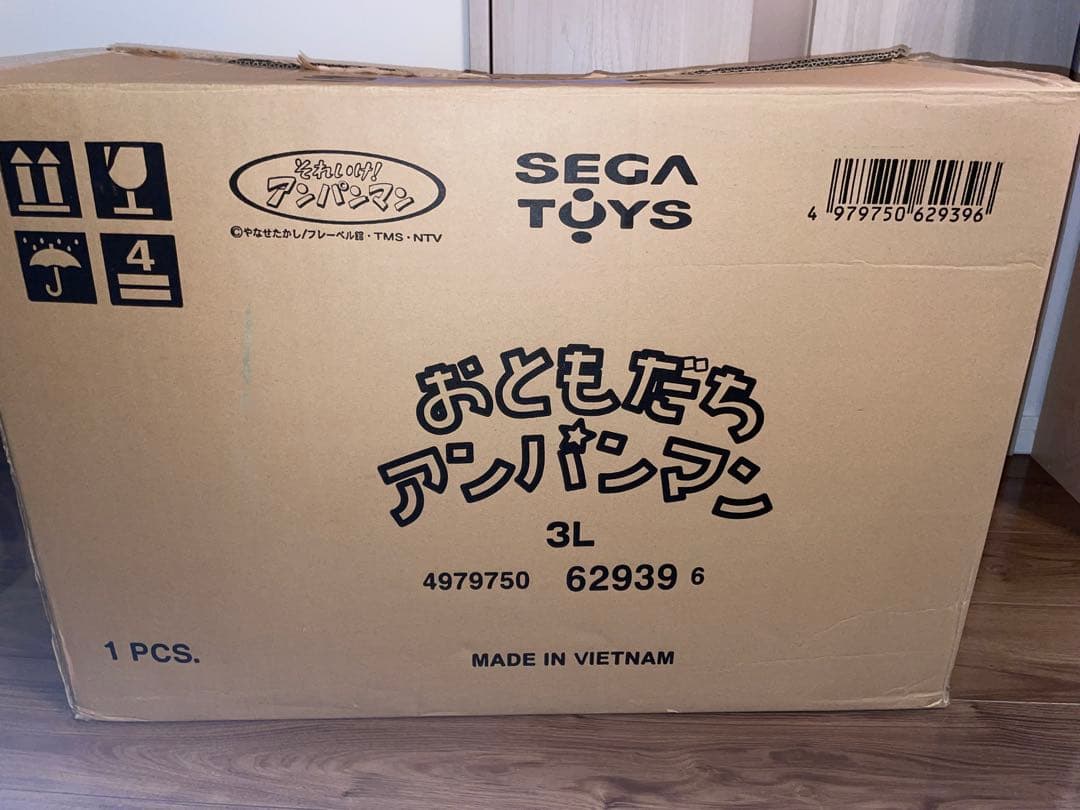 それいけ!
アンパンマン
©やなせたかし/フレーベル館・TMS・NTV
SEGA
TOYS
4 979750 629396
4
おともだち
アンパンマン
3L
4979750 62939 6
1 PCS.
MADE IN VIETNAM